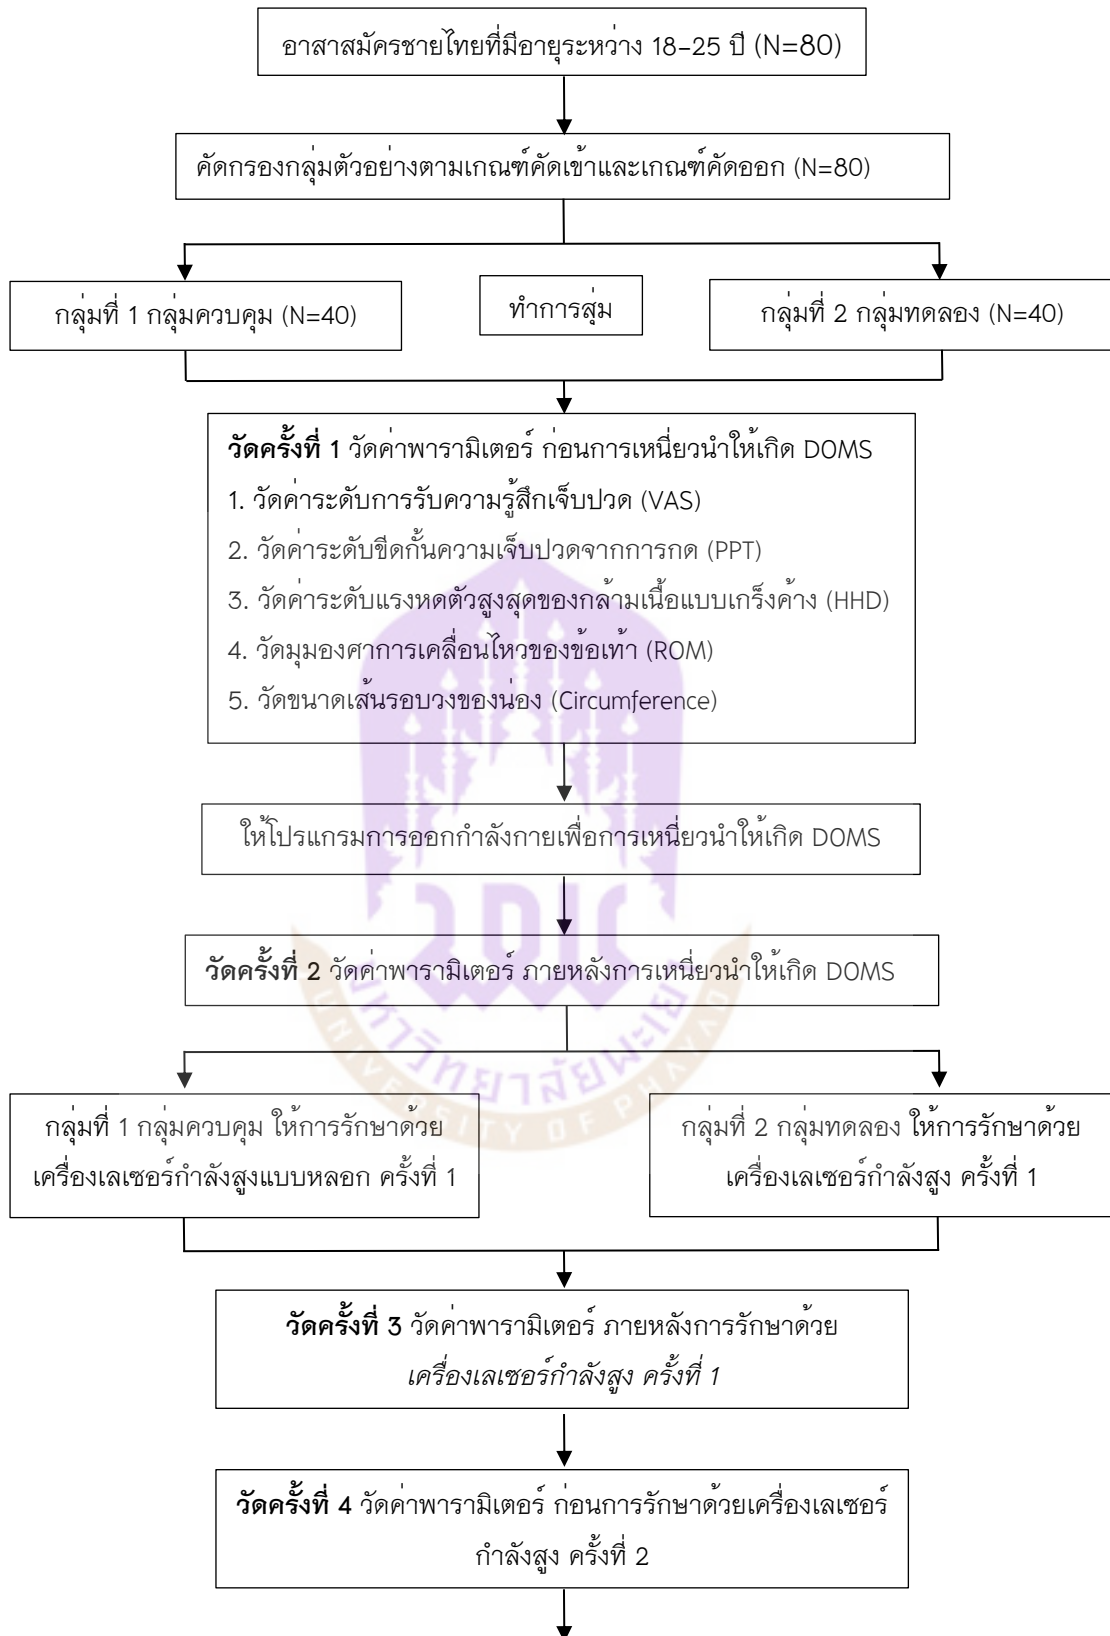 อาสาสมัครชายไทยที่มีอายุระหว่าง 18-25 ปี (N=80)
คัดกรองกลุ่มตัวอย่างตามเกณฑ์คัดเข้าและเกณฑ์คัดออก (N=80)
กลุ่มที่ 1 กลุ่มควบคุม (N=40)
ทำการสุ่ม
กลุ่มที่ 2 กลุ่มทดลอง (N=40)
วัดครั้งที่ 1 วัดค่าพารามิเตอร์ ก่อนการเหนี่ยวนำให้เกิด DOMS
1. วัดค่าระดับการรับความรู้สึกเจ็บปวด (VAS)
2. วัดค่าระดับขีดกั้นความเจ็บปวดจากการกด (PPT)
3. วัดค่าระดับแรงหดตัวสูงสุดของกล้ามเนื้อแบบเกร็งค้าง (HHD)
4. วัดมุมองศาการเคลื่อนไหวของข้อเท้า (ROM)
5. วัดขนาดเส้นรอบวงของน่อง (Circumference)
ให้โปรแกรมการออกกำลังกายเพื่อการเหนี่ยวนำให้เกิด DOMS
วัดครั้งที่ 2 วัดค่าพารามิเตอร์ ภายหลังการเหนี่ยวนำให้เกิด DOMS
มหาวิทยาลัยพะเยา
UNIVERSITY OF PHAYAO
กลุ่มที่ 1 กลุ่มควบคุม ให้การรักษาด้วย
เครื่องเลเซอร์กำลังสูงแบบหลอก ครั้งที่ 1
กลุ่มที่ 2 กลุ่มทดลอง ให้การรักษาด้วย
เครื่องเลเซอร์กำลังสูง ครั้งที่ 1
วัดครั้งที่ 3 วัดค่าพารามิเตอร์ ภายหลังการรักษาด้วย
เครื่องเลเซอร์กำลังสูง ครั้งที่ 1
วัดครั้งที่ 4 วัดค่าพารามิเตอร์ ก่อนการรักษาด้วยเครื่องเลเซอร์
กำลังสูง ครั้งที่ 2